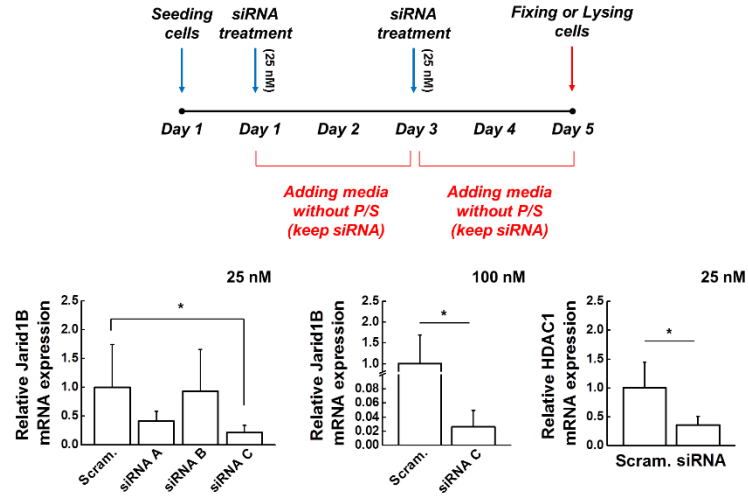 Seeding siRNA siRNA Fixing or Lysing
cells treatment treatment cells
(25 nM) (25 nM)
Day 1 Day 1 Day 2 Day 3 Day 4 Day 5
Adding media Adding media
without P/S without P/S
(keep siRNA) (keep siRNA)
25 nM
Relative Jarid1B
mRNA expression
2.5
2.0
1.5
1.0
0.5
0.0
*
Scram. siRNA A siRNA B siRNA C
100 nM
Relative Jarid1B
mRNA expression
2.5
2.0
1.5
1.0
0.08
0.06
0.04
0.02
0.00
*
Scram. siRNA C
25 nM
Relative HDAC1
mRNA expression
2.5
2.0
1.5
1.0
0.5
0.0
*
Scram. siRNA